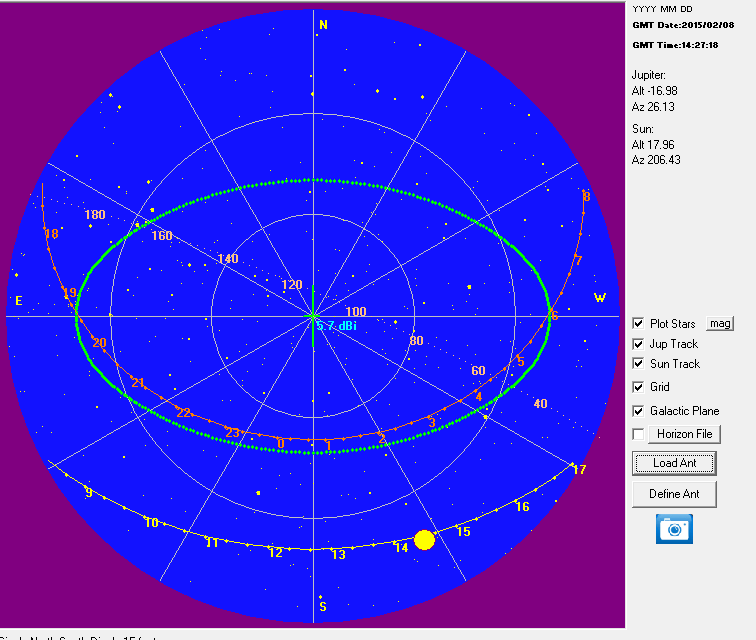 YYYY MM DD
GMT Date:2015/02/08
GMT Time:14:27:18
Jupiter:
Alt -16.98
Az 26.13
Sun:
Alt 17.96
Az 206.43
N
8
180
18
160
7
140
120
19
E
W
100
6
5.7 dBi
80
20
5
60
21
4
40
22
3
23
0
1
2
17
9
16
10
15
11
14
12
13
S
Plot Stars
mag
Jup Track
Sun Track
Grid
Galactic Plane
Horizon File
Load Ant
Define Ant